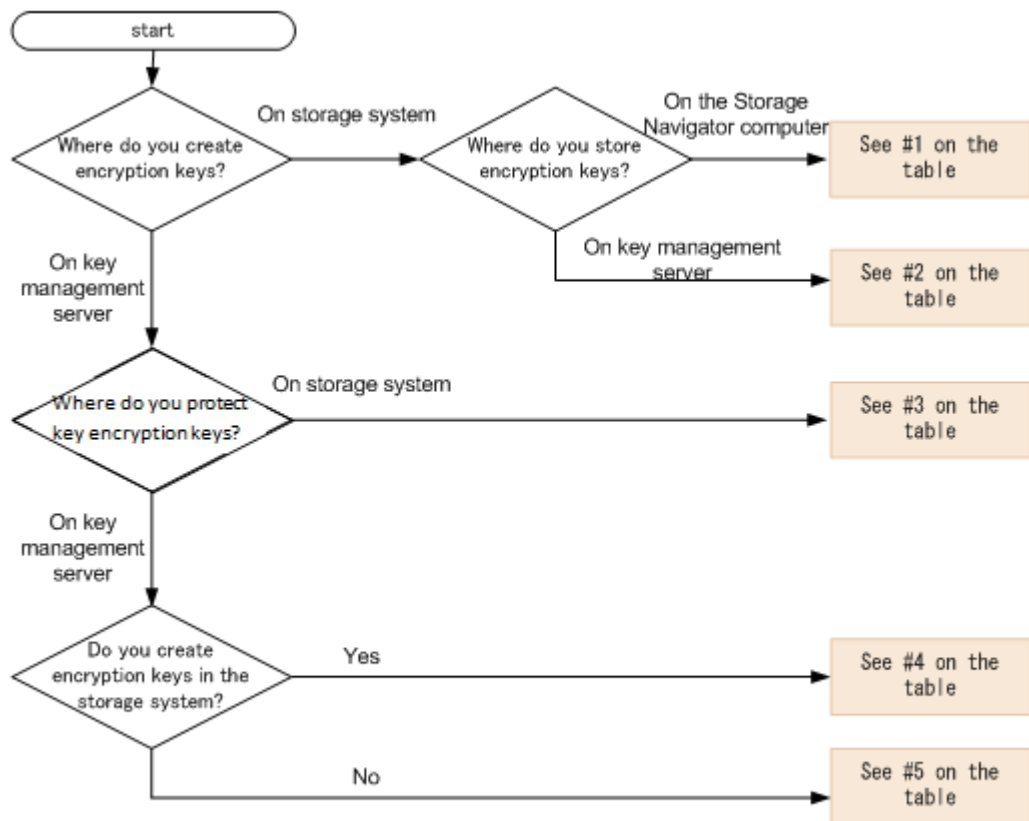 start
Where do you create
encryption keys?
On storage system
Where do you store
encryption keys?
On the Storage
Navigator computer
See #1 on the
table
On key management
server
See #2 on the
table
On key
management
server
Where do you protect
key encryption keys?
On storage system
See #3 on the
table
On key
management
server
Do you create
encryption keys in the
storage system?
Yes
See #4 on the
table
No
See #5 on the
table